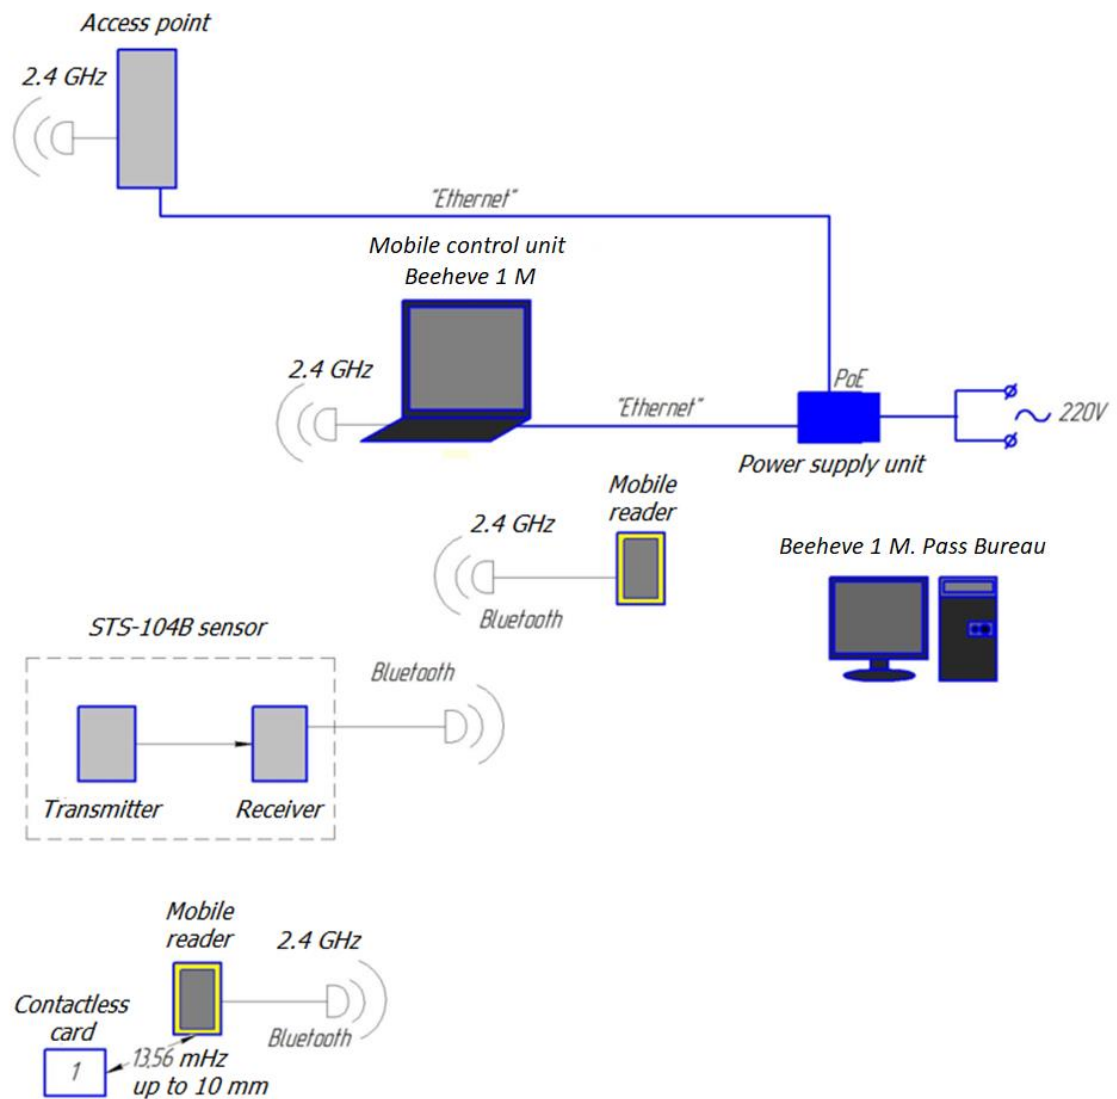 Access point
2.4 GHz
"Ethernet"
Mobile control unit
Beeheve 1 M
2.4 GHz
"Ethernet"
PoE
220V
Power supply unit
Mobile
reader
2.4 GHz
Bluetooth
Beeheve 1 M. Pass Bureau
STS-104B sensor
Bluetooth
Transmitter
Receiver
Mobile
reader
2.4 GHz
Bluetooth
Contactless
card
1
13,56 mHz
up to 10 mm